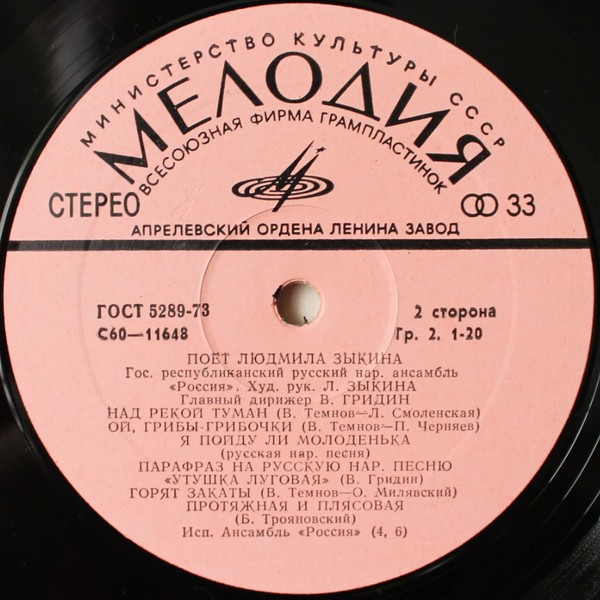 МИНИСТЕРСТВО КУЛЬТУРЫ СССР
МЕЛОДИЯ
ВСЕСОЮЗНАЯ ФИРМА ГРАМПЛАСТИНОК
СТЕРЕО
33
АПРЕЛЕВСКИЙ ОРДЕНА ЛЕНИНА ЗАВОД
ГОСТ 5289-73
2 сторона
С60—11648
Гр. 2. 1-20
ПОЕТ ЛЮДМИЛА ЗЫКИНА
Гос. республиканский русский нар. ансамбль
«Россия». Худ. рук. Л. ЗЫКИНА
Главный дирижер В. ГРИДИН
НАД РЕКОЙ ТУМАН (В. Темнов—Л. Смоленская)
ОЙ, ГРИБЫ-ГРИБОЧКИ (В. Темнов—П. Черняев)
Я ПОЙДУ ЛИ МОЛОДЕНЬКА
(русская нар. песня)
ПАРАФРАЗ НА РУССКУЮ НАР. ПЕСНЮ
«УТУШКА ЛУГОВАЯ» (В. Гридин)
ГОРЯТ ЗАКАТЫ (В. Темнов—О. Милявский)
ПРОТЯЖНАЯ И ПЛЯСОВАЯ
(Б. Трояновский)
Исп. Ансамбль «Россия» (4, 6)